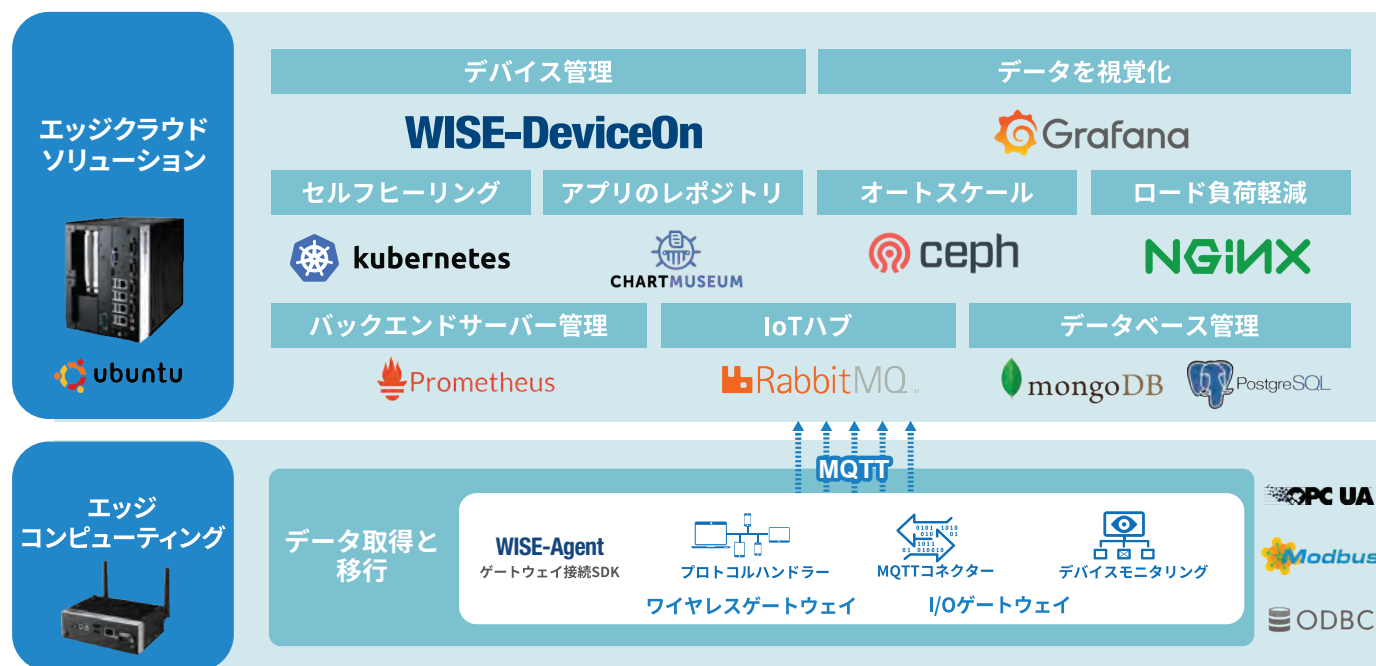 エッジクラウド
ソリューション
ubuntu
デバイス管理
データを視覚化
WISE-DeviceOn
Grafana
セルフヒーリング
アプリのレポジトリ
オートスケール
ロード負荷軽減
kubernetes
CHARTMUSEUM
ceph
NGiNX
バックエンドサーバー管理
IoTハブ
データベース管理
Prometheus
RabbitMQ
mongoDB
PostgreSQL
MQTT
エッジ
コンピューティング
データ取得と
移行
WISE-Agent
ゲートウェイ接続SDK
プロトコルハンドラー
0101 1010
010 01
1011
01 010010
MQTTコネクター
デバイスモニタリング
ワイヤレスゲートウェイ
I/Oゲートウェイ
OPC UA
Modbus
ODBC